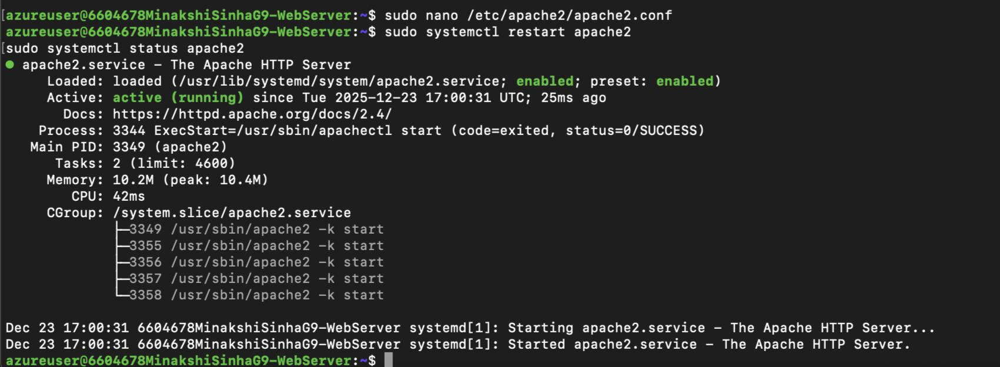 [azureuser@6604678MinakshiSinhaG9-WebServer:~$ sudo nano /etc/apache2/apache2.conf
azureuser@6604678MinakshiSinhaG9-WebServer:~$ sudo systemctl restart apache2
[sudo systemctl status apache2
● apache2.service - The Apache HTTP Server
     Loaded: loaded (/usr/lib/systemd/system/apache2.service; enabled; preset: enabled)
     Active: active (running) since Tue 2025-12-23 17:00:31 UTC; 25ms ago
       Docs: https://httpd.apache.org/docs/2.4/
    Process: 3344 ExecStart=/usr/sbin/apachectl start (code=exited, status=0/SUCCESS)
   Main PID: 3349 (apache2)
      Tasks: 2 (limit: 4600)
     Memory: 10.2M (peak: 10.4M)
        CPU: 42ms
     CGroup: /system.slice/apache2.service
             ├─3349 /usr/sbin/apache2 -k start
             ├─3355 /usr/sbin/apache2 -k start
             ├─3356 /usr/sbin/apache2 -k start
             ├─3357 /usr/sbin/apache2 -k start
             └─3358 /usr/sbin/apache2 -k start
Dec 23 17:00:31 6604678MinakshiSinhaG9-WebServer systemd[1]: Starting apache2.service - The Apache HTTP Server...
Dec 23 17:00:31 6604678MinakshiSinhaG9-WebServer systemd[1]: Started apache2.service - The Apache HTTP Server.
azureuser@6604678MinakshiSinhaG9-WebServer:~$